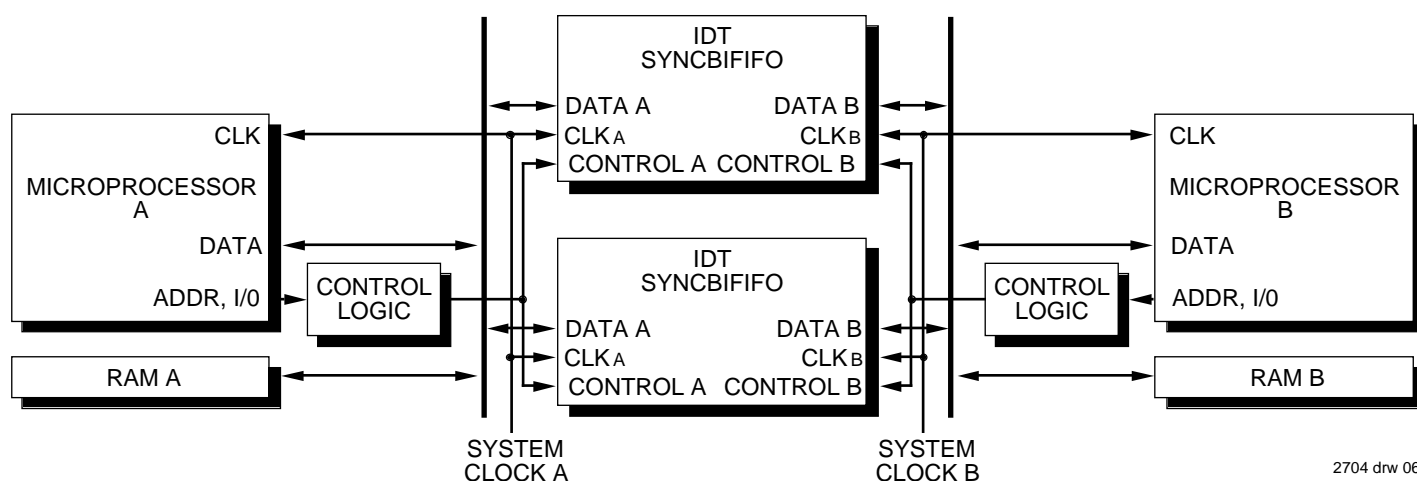 IDT
SYNCBIFIFO
DATA A DATA B
CLKA CLKB
CONTROL A CONTROL B
CLK
MICROPROCESSOR
A
DATA
ADDR, I/0
CONTROL
LOGIC
RAM A
IDT
SYNCBIFIFO
DATA A DATA B
CLKA CLKB
CONTROL A CONTROL B
CLK
MICROPROCESSOR
B
DATA
CONTROL
LOGIC
ADDR, I/0
RAM B
SYSTEM
CLOCK A
SYSTEM
CLOCK B
2704 drw 06